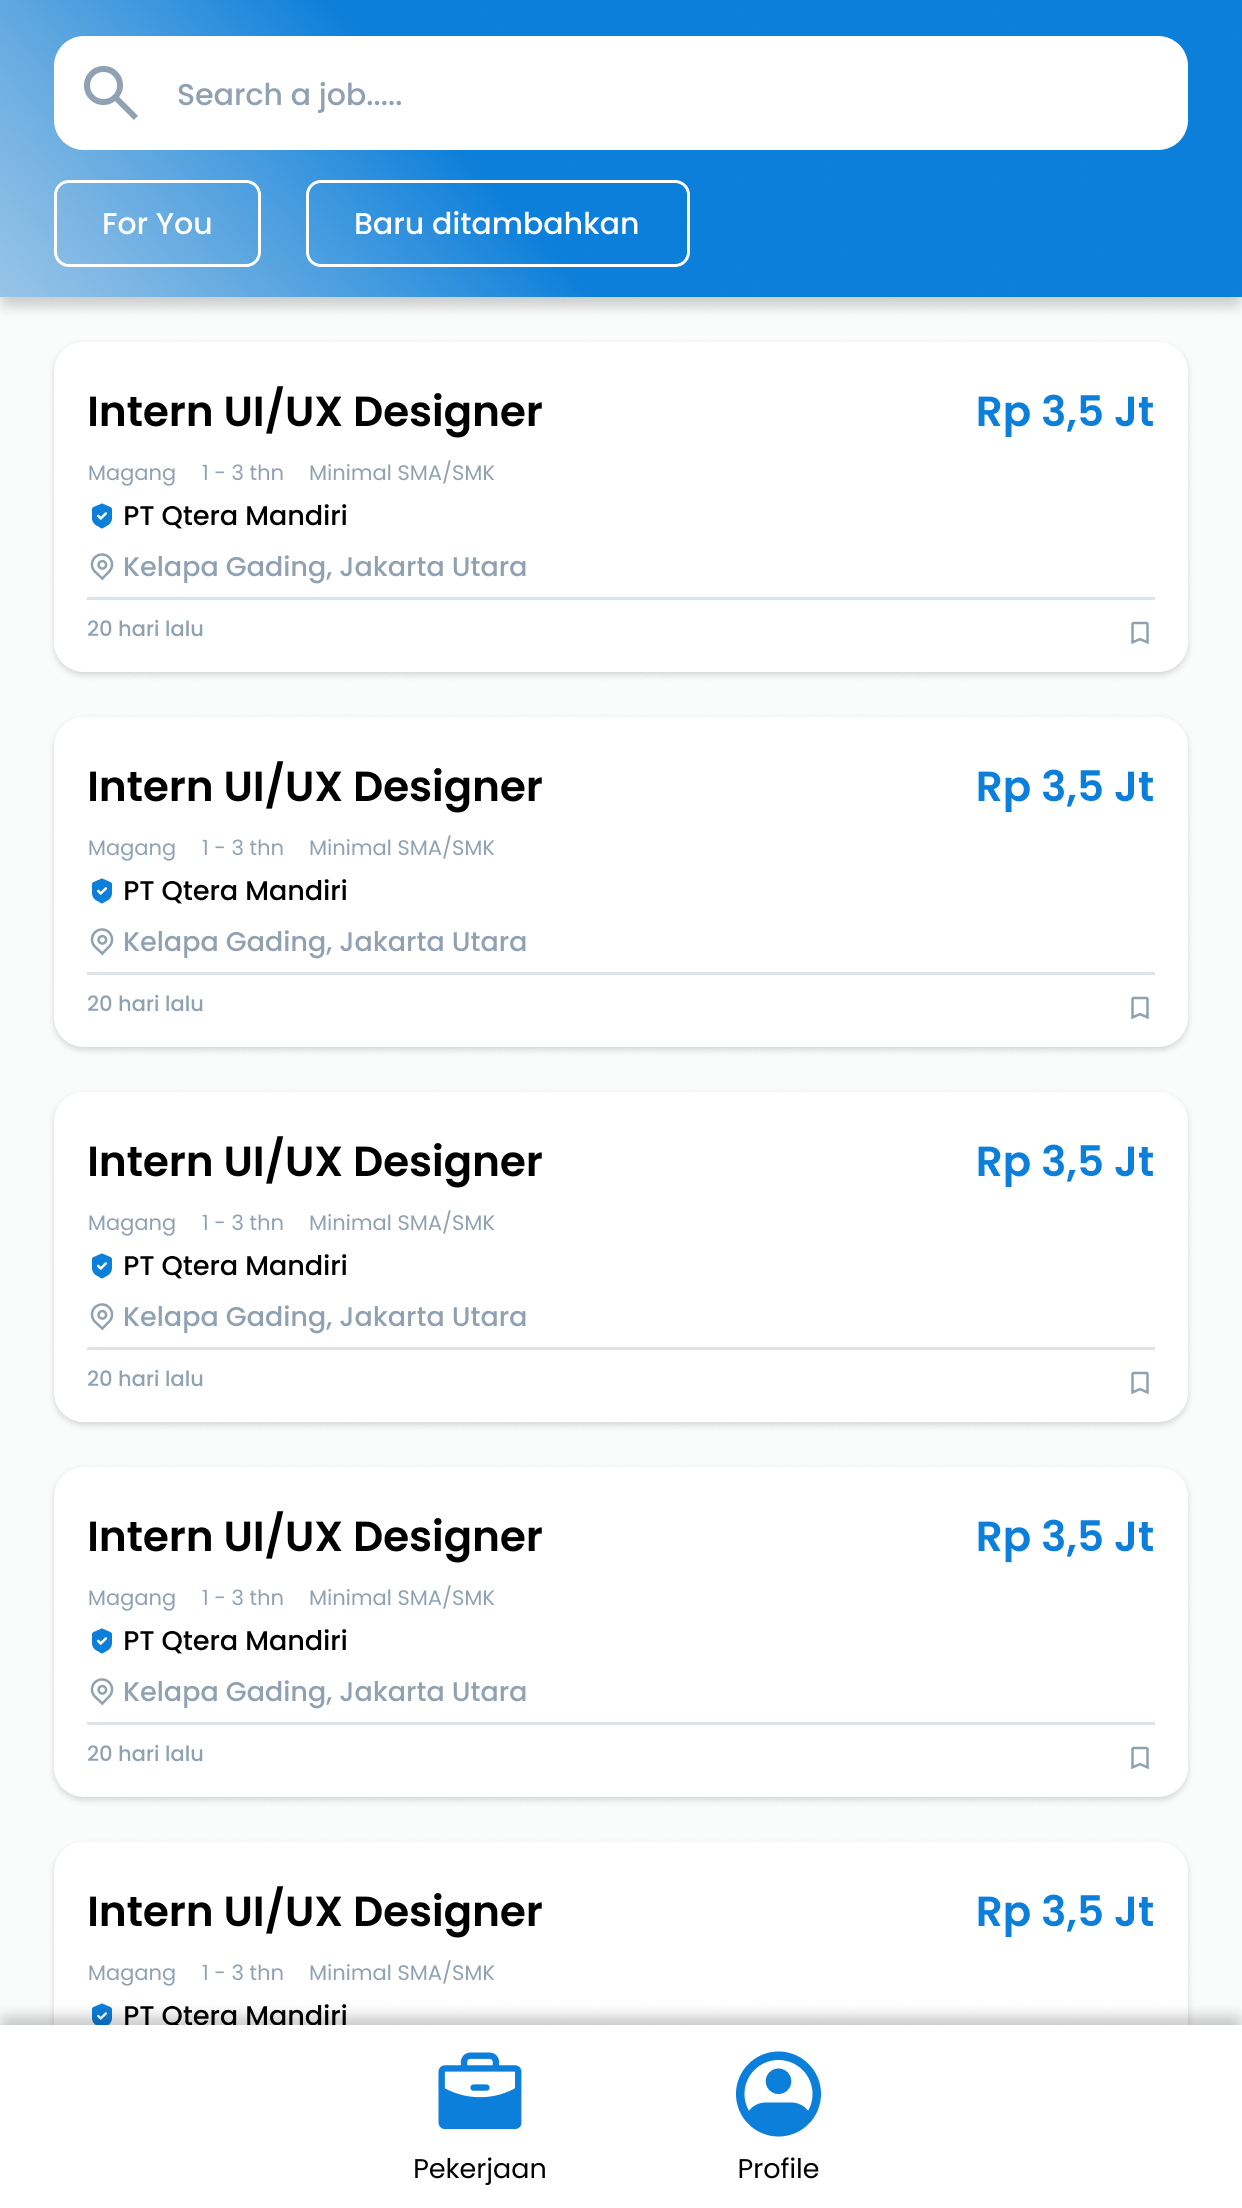 Search a job.....
For You
Baru ditambahkan
Intern UI/UX Designer
Rp 3,5 Jt
Magang 1 - 3 thn Minimal SMA/SMK
PT Qtera Mandiri
Kelapa Gading, Jakarta Utara
20 hari lalu
Intern UI/UX Designer
Rp 3,5 Jt
Magang 1 - 3 thn Minimal SMA/SMK
PT Qtera Mandiri
Kelapa Gading, Jakarta Utara
20 hari lalu
Intern UI/UX Designer
Rp 3,5 Jt
Magang 1 - 3 thn Minimal SMA/SMK
PT Qtera Mandiri
Kelapa Gading, Jakarta Utara
20 hari lalu
Intern UI/UX Designer
Rp 3,5 Jt
Magang 1 - 3 thn Minimal SMA/SMK
PT Qtera Mandiri
Kelapa Gading, Jakarta Utara
20 hari lalu
Intern UI/UX Designer
Rp 3,5 Jt
Magang 1 - 3 thn Minimal SMA/SMK
PT Qtera Mandiri
Pekerjaan
Profile